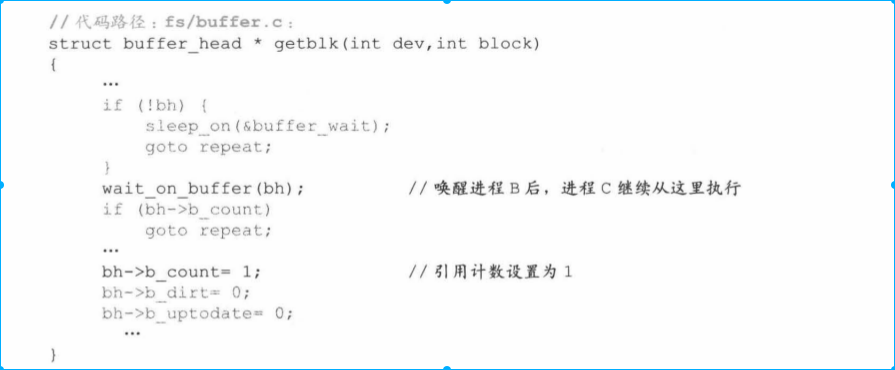 //代码路径：fs/buffer.c：
struct buffer_head * getblk(int dev,int block)
{
…
if (!bh) {
sleep_on(&buffer_wait);
goto repeat;
}
wait_on_buffer(bh); //唤醒进程B后，进程C继续从这里执行
if (bh->b_count)
goto repeat;
…
bh->b_count= 1; //引用计数设置为1
bh->b_dirt= 0;
bh->b_uptodate= 0;
…
}